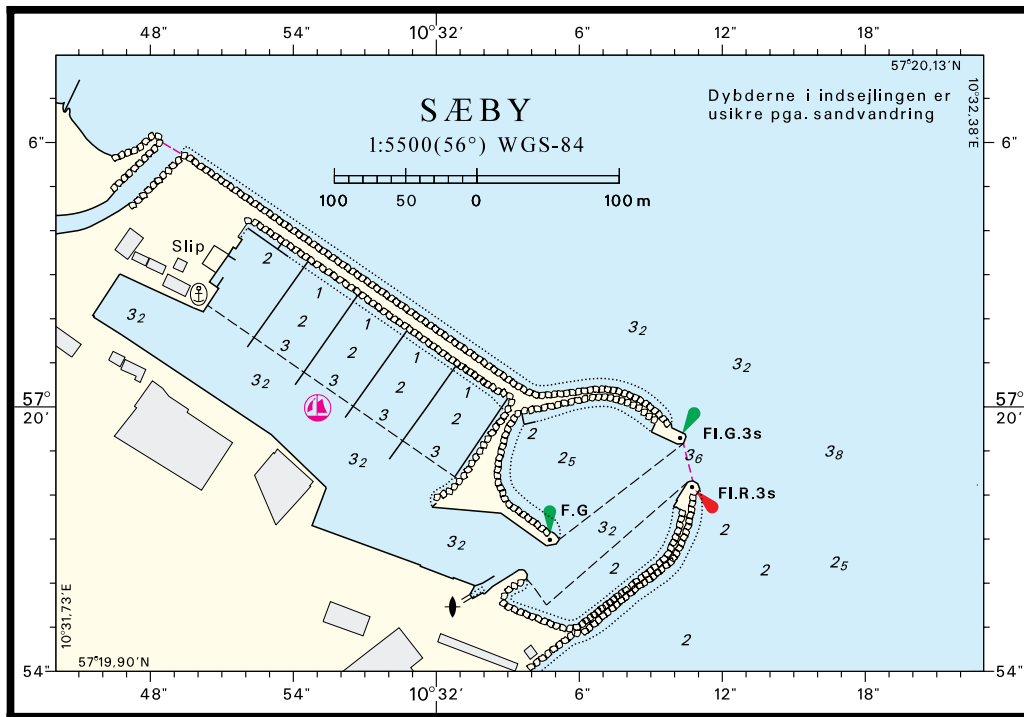 48" 54" 10°32' 6" 12" 18"
57°20,13'N
10°32,38'E
Dybderne i indsejlingen er
usikre pga. sandvandring
SÆBY
1:5500(56°) WGS-84
100 50 0 100 m
6" 6"
Slip
2
1
3₂ 2 1 3₂
3 2 1 3₂
3₂ 3 2 1
57° 57°
20' 3 2 20'
2 Fl.G.3s
3₂ 3 2₅ 3₆ 3₈
Fl.R.3s
F.G
3₂ 3₂ 2
2 2 2₅
2
10°31,73'E
57°19,90'N
54" 54"
48" 54" 10°32' 6" 12" 18"